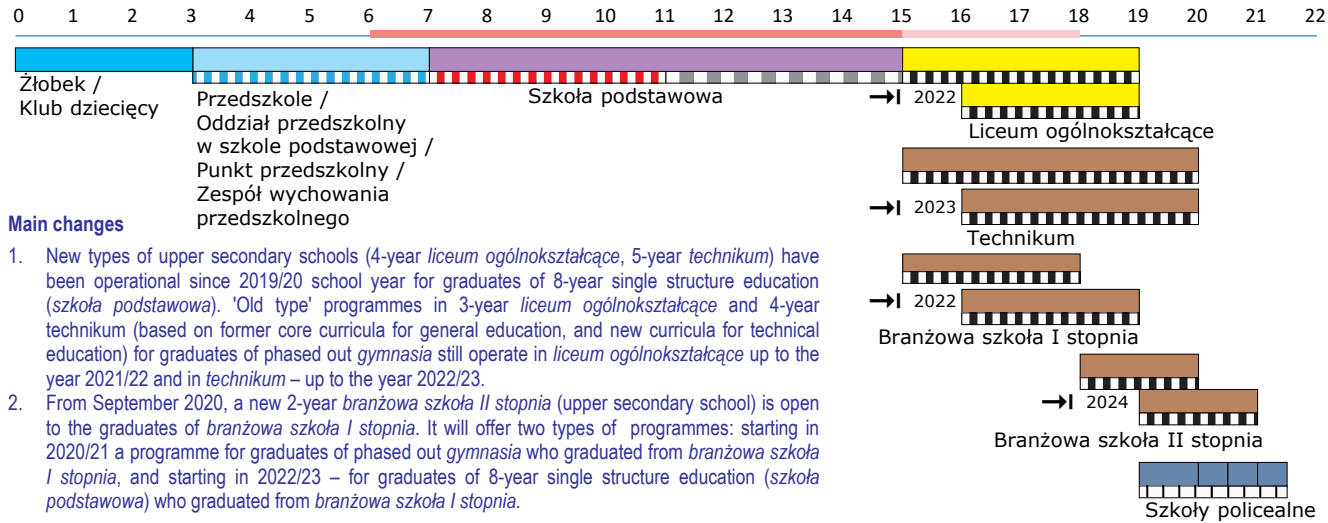 0 1 2 3 4 5 6 7 8 9 10 11 12 13 14 15 16 17 18 19 20 21 22
Żłobek /
Klub dziecięcy
Przedszkole /
Oddział przedszkolny
w szkole podstawowej /
Punkt przedszkolny /
Zespół wychowania
przedszkolnego
Szkoła podstawowa
2022
Liceum ogólnokształcące
2023
Technikum
2022
Branżowa szkoła I stopnia
2024
Branżowa szkoła II stopnia
Szkoły policealne
Main changes
1. New types of upper secondary schools (4-year liceum ogólnokształcące, 5-year technikum) have
been operational since 2019/20 school year for graduates of 8-year single structure education
(szkoła podstawowa). 'Old type' programmes in 3-year liceum ogólnokształcące and 4-year
technikum (based on former core curricula for general education, and new curricula for technical
education) for graduates of phased out gymnasia still operate in liceum ogólnokształcące up to the
year 2021/22 and in technikum – up to the year 2022/23.
2. From September 2020, a new 2-year branżowa szkoła II stopnia (upper secondary school) is open
to the graduates of branżowa szkoła I stopnia. It will offer two types of programmes: starting in
2020/21 a programme for graduates of phased out gymnasia who graduated from branżowa szkoła
I stopnia, and starting in 2022/23 – for graduates of 8-year single structure education (szkoła
podstawowa) who graduated from branżowa szkoła I stopnia.